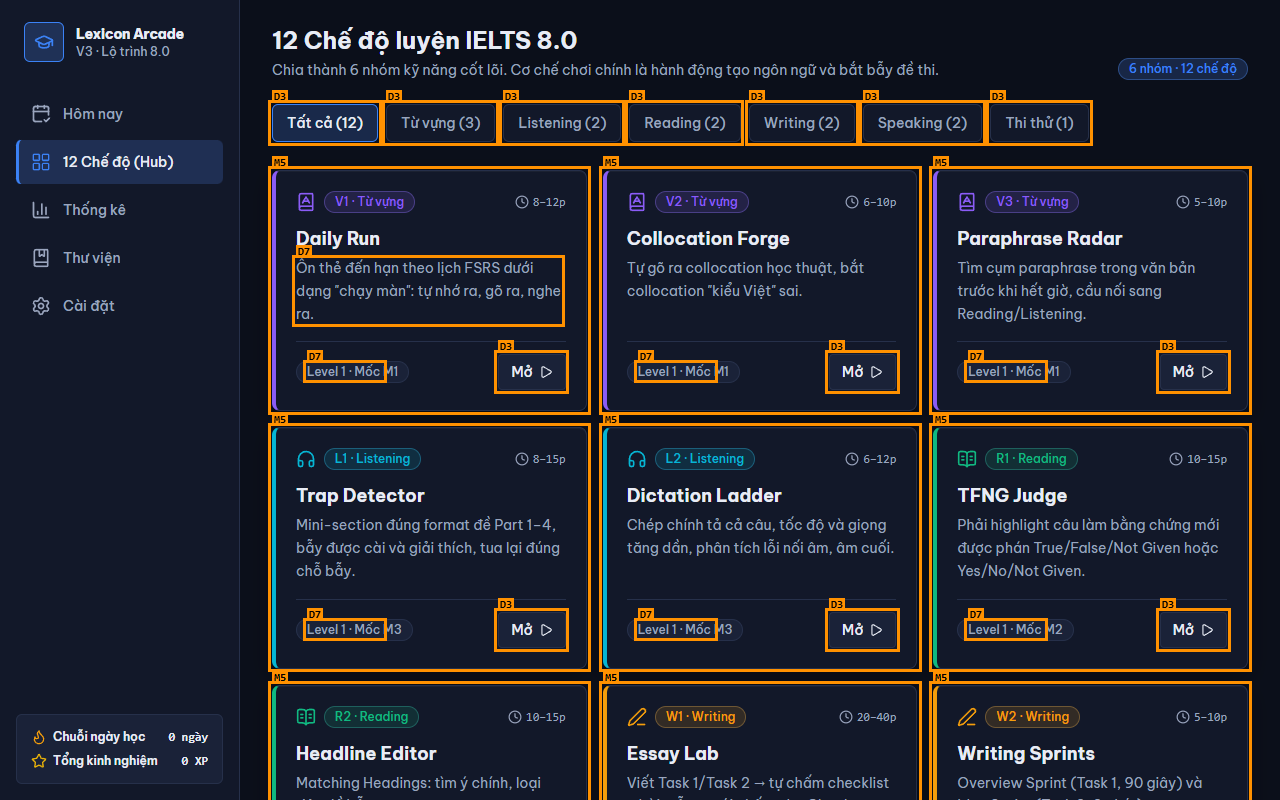 Lexicon Arcade
V3 · Lộ trình 8.0
Hôm nay
12 Chế độ (Hub)
Thống kê
Thư viện
Cài đặt
Chuỗi ngày học 0 ngày
Tổng kinh nghiệm 0 XP
12 Chế độ luyện IELTS 8.0
Chia thành 6 nhóm kỹ năng cốt lõi. Cơ chế chơi chính là hành động tạo ngôn ngữ và bắt bẫy đề thi.
6 nhóm · 12 chế độ
D3 D3 D3 D3 D3 D3 D3
Tất cả (12) Từ vựng (3) Listening (2) Reading (2) Writing (2) Speaking (2) Thi thử (1)
M5 M5 M5
V1 · Từ vựng 8–12p
Daily Run
D7
Ôn thẻ đến hạn theo lịch FSRS dưới
dạng "chạy màn": tự nhớ ra, gõ ra, nghe
ra.
D7 D3
Level 1 · Mốc M1 Mở
V2 · Từ vựng 6–10p
Collocation Forge
Tự gõ ra collocation học thuật, bắt
collocation "kiểu Việt" sai.
D7 D3
Level 1 · Mốc M1 Mở
V3 · Từ vựng 5–10p
Paraphrase Radar
Tìm cụm paraphrase trong văn bản
trước khi hết giờ, cầu nối sang
Reading/Listening.
D7 D3
Level 1 · Mốc M1 Mở
M5 M5 M5
L1 · Listening 8–15p
Trap Detector
Mini-section đúng format đề Part 1–4,
bẫy được cài và giải thích, tua lại đúng
chỗ bẫy.
D7 D3
Level 1 · Mốc M3 Mở
L2 · Listening 6–12p
Dictation Ladder
Chép chính tả cả câu, tốc độ và giọng
tăng dần, phân tích lỗi nối âm, âm cuối.
D7 D3
Level 1 · Mốc M3 Mở
R1 · Reading 10–15p
TFNG Judge
Phải highlight câu làm bằng chứng mới
được phán True/False/Not Given hoặc
Yes/No/Not Given.
D7 D3
Level 1 · Mốc M2 Mở
M5 M5 M5
R2 · Reading 10–15p
Headline Editor
Matching Headings: tìm ý chính, loại
W1 · Writing 20–40p
Essay Lab
Viết Task 1/Task 2 → tự chấm checklist
W2 · Writing 5–10p
Writing Sprints
Overview Sprint (Task 1, 90 giây) và